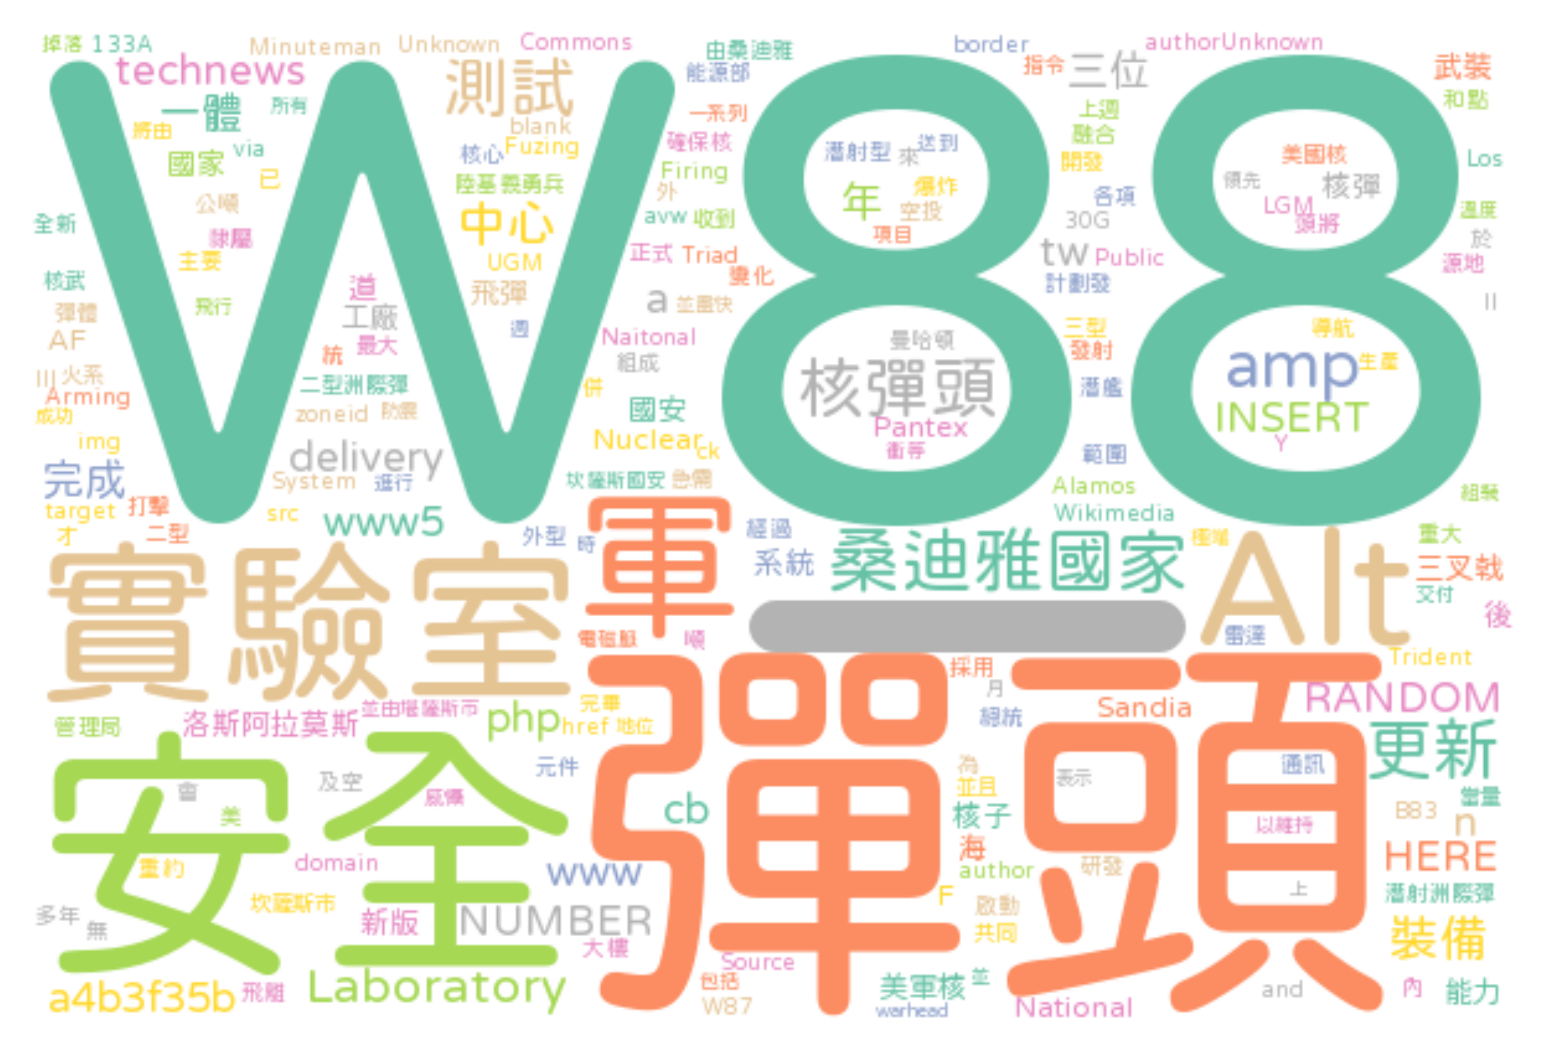 掉落 133A Minuteman Unknown Commons 由桑迪雅 border authorUnknown
technews 測試 能源部 指令 三位 武裝
一體 所有 blank 一系列 上週 和點
將由 via 核心 Fuzing 確保核 潛射型 來 送到 融合 美國核 Los
國家 已 陸基 義勇兵 Firing 年 爆炸 開發 領先 核彈
公噸 外 空投 各項 LGM 溫度
全新 隸屬 中心 avw 收到 項目 30G 頭將 於
主要 UGM 正式 Triad tw Public 源地
核武 道 飛彈 變化 計劃發
彈體 飛行 工廠 週 a 並盡快 三型 導航 II
W88
AF 最大 Naitonal 曼哈頓 發射 amp 生產
III 火系 統 組成 核彈頭
Arming 二型洲際彈 併 潛艦
成功 zoneid 防震 國安 Pantex INSERT
img delivery Nuclear ck 衝等 範圍 Y
完成 System 進行 坎薩斯國安 急需 Alamos 組裝
target 打擊 src www5 Wikimedia
才 二型 外型 時 軍 經過 桑迪雅國家 極端 Alt 重大
實驗室 系統 三叉戟
交付
電磁脈 噸 雷達 後
採用 Trident
並由堪薩斯市 完畢 月 Sandia RANDOM
管理局 洛斯阿拉莫斯 php href 地位 總統 更新
安全 彈頭
元件 為 表示 通訊
會 及空 威懾 並且 當量
美 cb 核子 以維持 B83 n
重約 domain www 海 研發 HERE
author
坎薩斯市 F 上 潛射洲際彈
多年 無 新版 NUMBER 啟動
大樓 共同 裝備
Source
a4b3f35b 飛離 Laboratory 包括 美軍核 並 and 內 能力
W87 warhead National